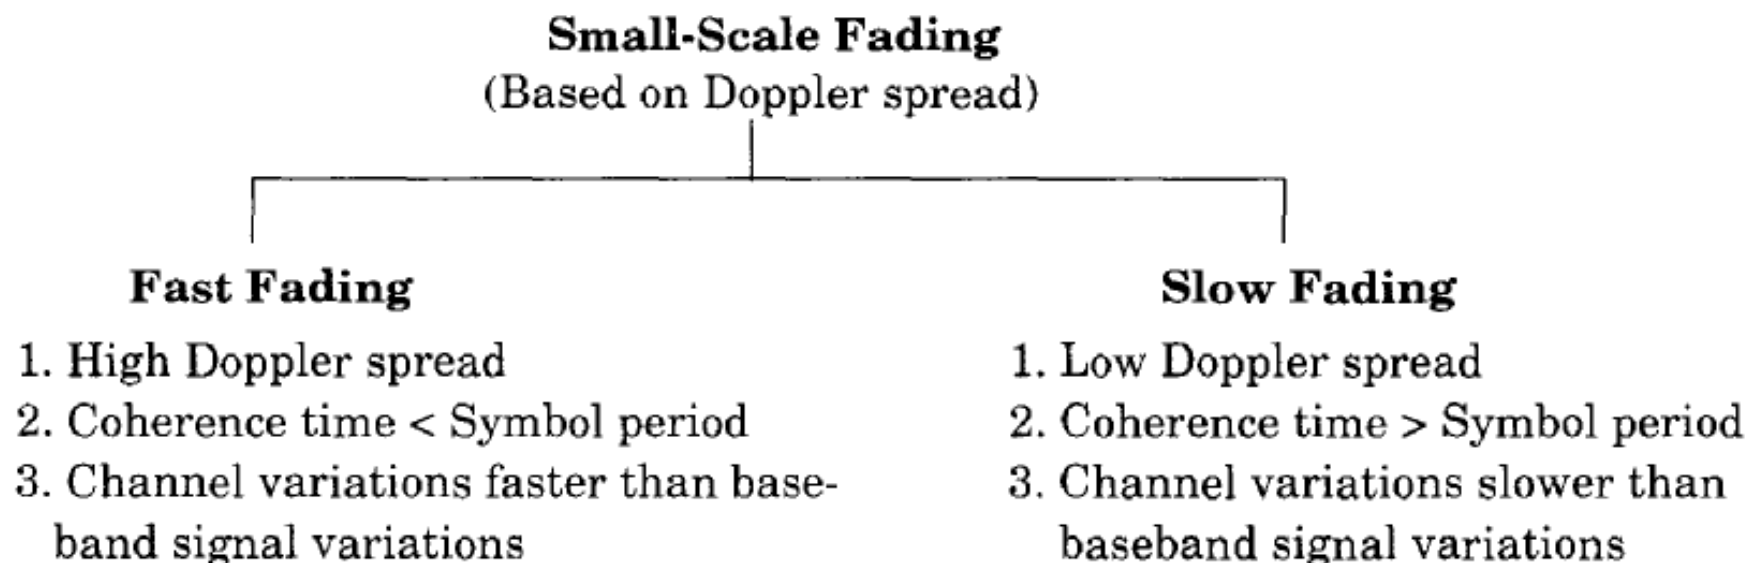 Small-Scale Fading
(Based on Doppler spread)
Fast Fading
1. High Doppler spread
2. Coherence time < Symbol period
3. Channel variations faster than base-
band signal variations
Slow Fading
1. Low Doppler spread
2. Coherence time > Symbol period
3. Channel variations slower than
baseband signal variations